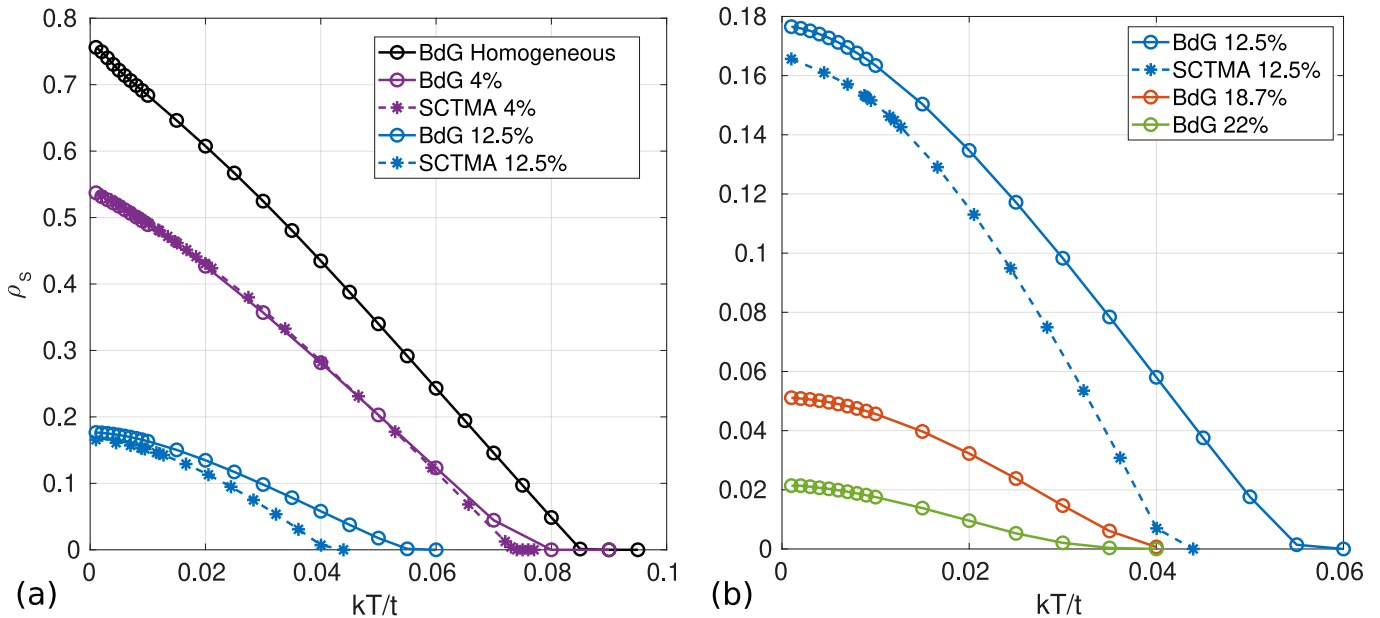 0.8
0.7
0.6
0.5
0.4
0.3
0.2
0.1
0
ρs
BdG Homogeneous
BdG 4%
SCTMA 4%
BdG 12.5%
SCTMA 12.5%
0 0.02 0.04 0.06 0.08 0.1
kT/t
(a)
0.18
0.16
0.14
0.12
0.1
0.08
0.06
0.04
0.02
0
BdG 12.5%
SCTMA 12.5%
BdG 18.7%
BdG 22%
0 0.02 0.04 0.06
kT/t
(b)